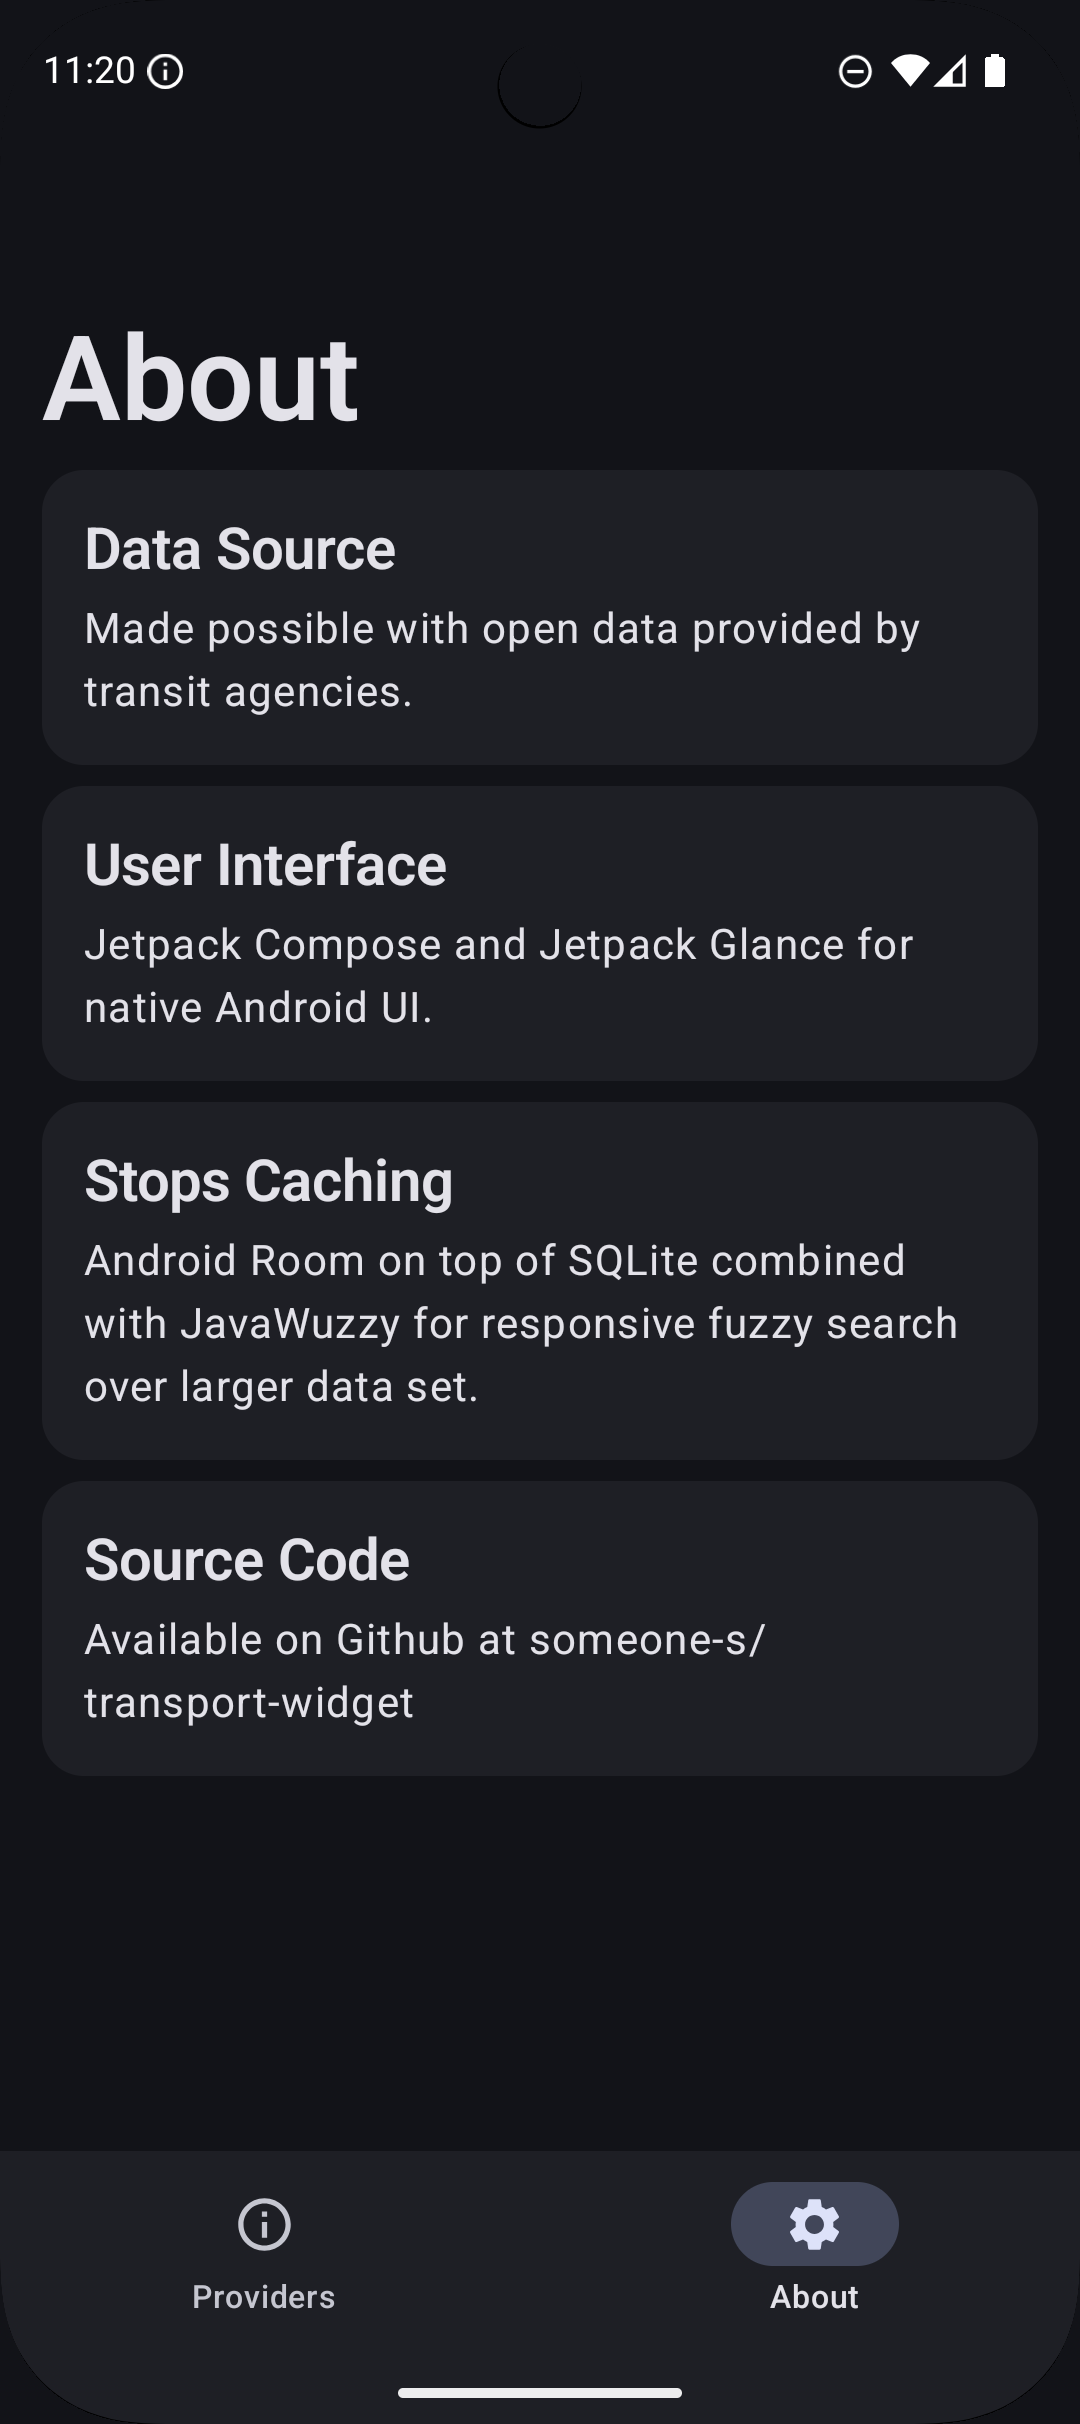 11:20
About
Data Source
Made possible with open data provided by
transit agencies.
User Interface
Jetpack Compose and Jetpack Glance for
native Android UI.
Stops Caching
Android Room on top of SQLite combined
with JavaWuzzy for responsive fuzzy search
over larger data set.
Source Code
Available on Github at someone-s/
transport-widget
Providers
About